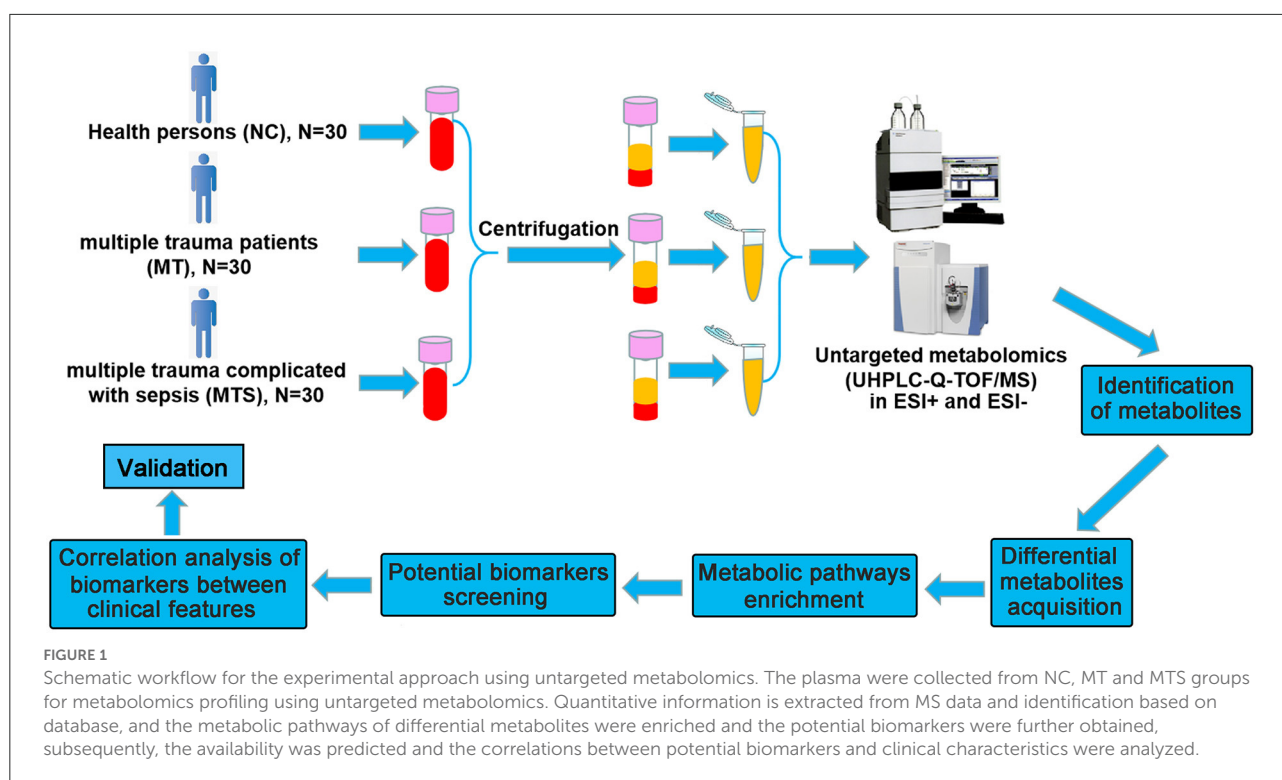 Health persons (NC), N=30
multiple trauma patients
(MT), N=30
multiple trauma complicated
with sepsis (MTS), N=30
Centrifugation
Untargeted metabolomics
(UHPLC-Q-TOF/MS)
in ESI+ and ESI-
Identification
of metabolites
Differential
metabolites
acquisition
Metabolic pathways
enrichment
Potential biomarkers
screening
Correlation analysis of
biomarkers between
clinical features
Validation
FIGURE 1
Schematic workflow for the experimental approach using untargeted metabolomics. The plasma were collected from NC, MT and MTS groups
for metabolomics profiling using untargeted metabolomics. Quantitative information is extracted from MS data and identification based on
database, and the metabolic pathways of differential metabolites were enriched and the potential biomarkers were further obtained,
subsequently, the availability was predicted and the correlations between potential biomarkers and clinical characteristics were analyzed.